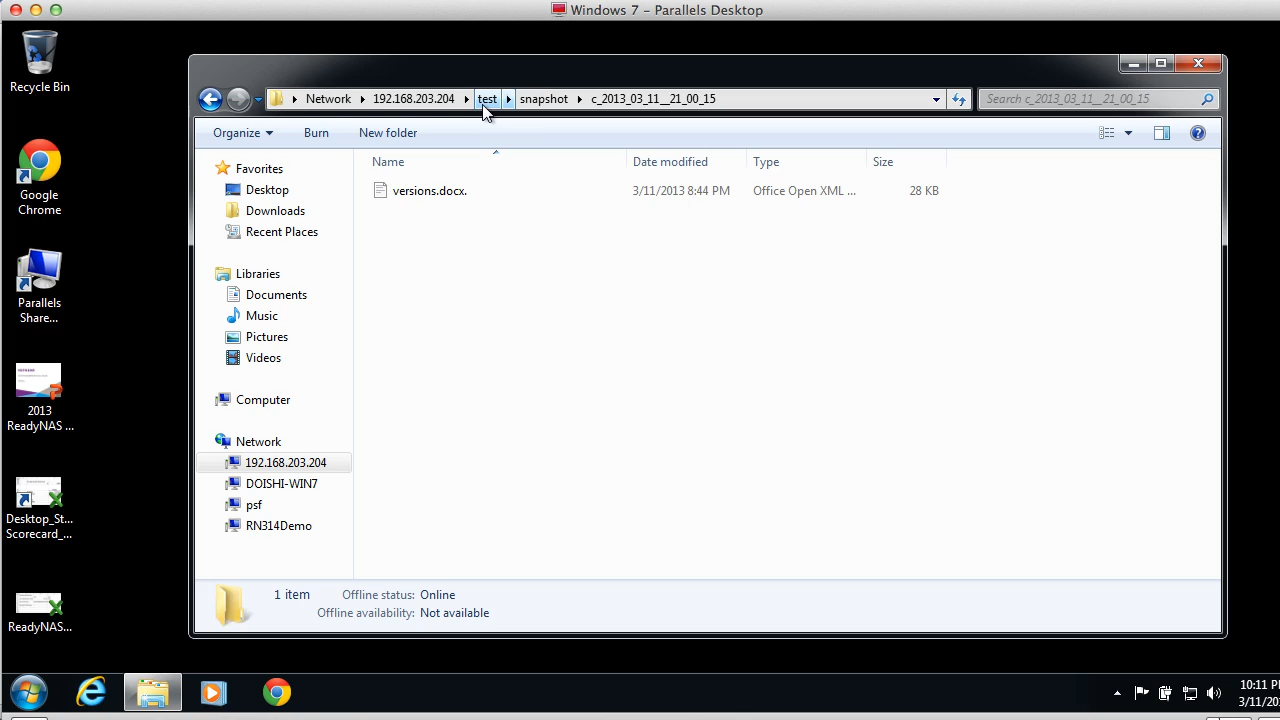 Windows 7 - Parallels Desktop
Recycle Bin
Google
Chrome
Parallels
Share...
2013
ReadyNAS ...
Desktop_St...
Scorecard_...
ReadyNAS...
Network 192.168.203.204 test snapshot c_2013_03_11__21_00_15
Search c_2013_03_11__21_00_15
Organize Burn New folder
Favorites
Desktop
Downloads
Recent Places
Libraries
Documents
Music
Pictures
Videos
Computer
Network
192.168.203.204
DOISHI-WIN7
psf
RN314Demo
Name Date modified Type Size
versions.docx. 3/11/2013 8:44 PM Office Open XML ... 28 KB
1 item Offline status: Online
Offline availability: Not available
10:11 P
3/11/20